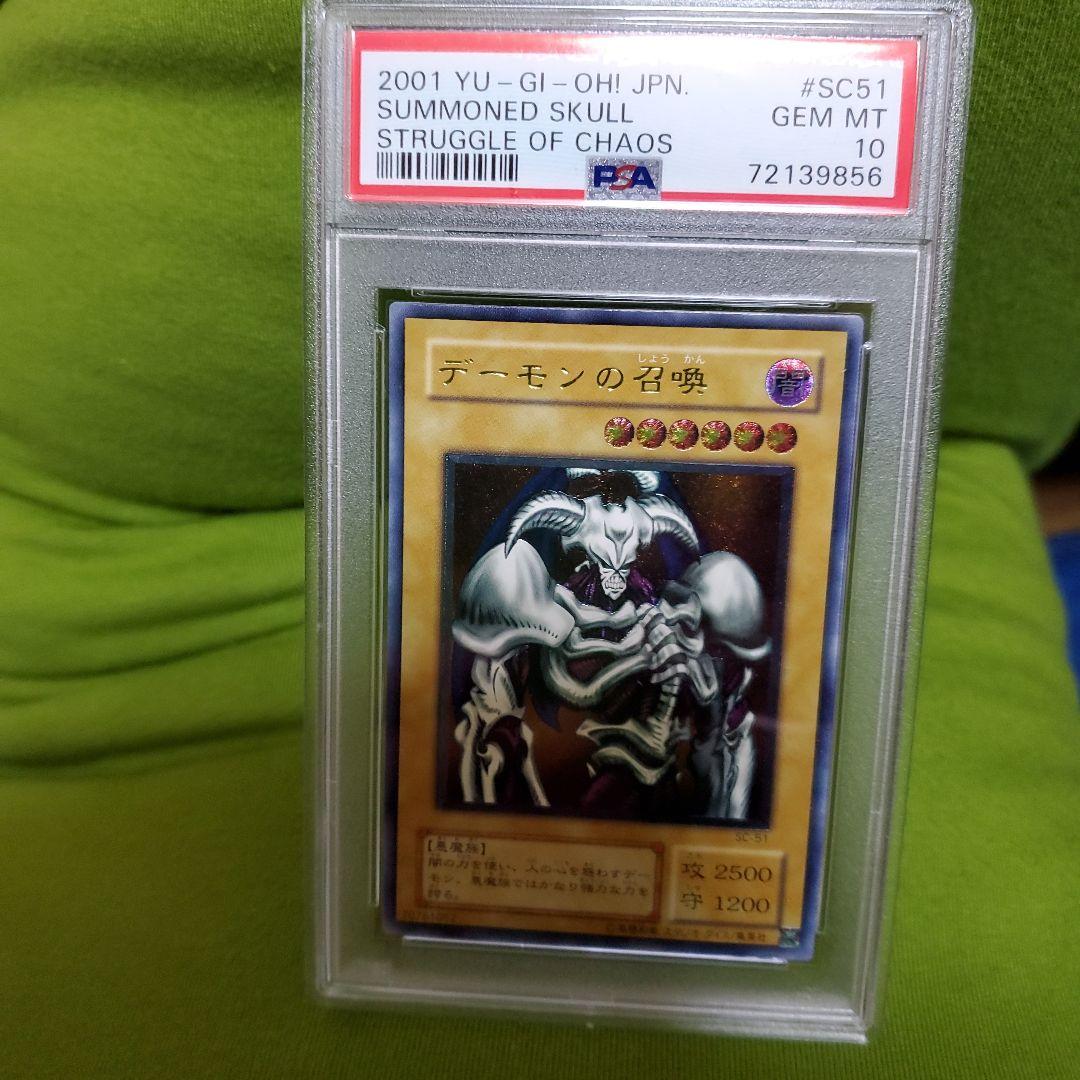 2001 YU-GI-OH! JPN. #SC51
SUMMONED SKULL GEM MT
STRUGGLE OF CHAOS 10
PSA 72139856
しょう かん
デーモンの召喚 闇
SC-51
【悪魔族】
闇の力を使い、人の心を惑わすデー
モン。悪魔族ではかなり強力な力を
誇る。
攻 2500
守 1200